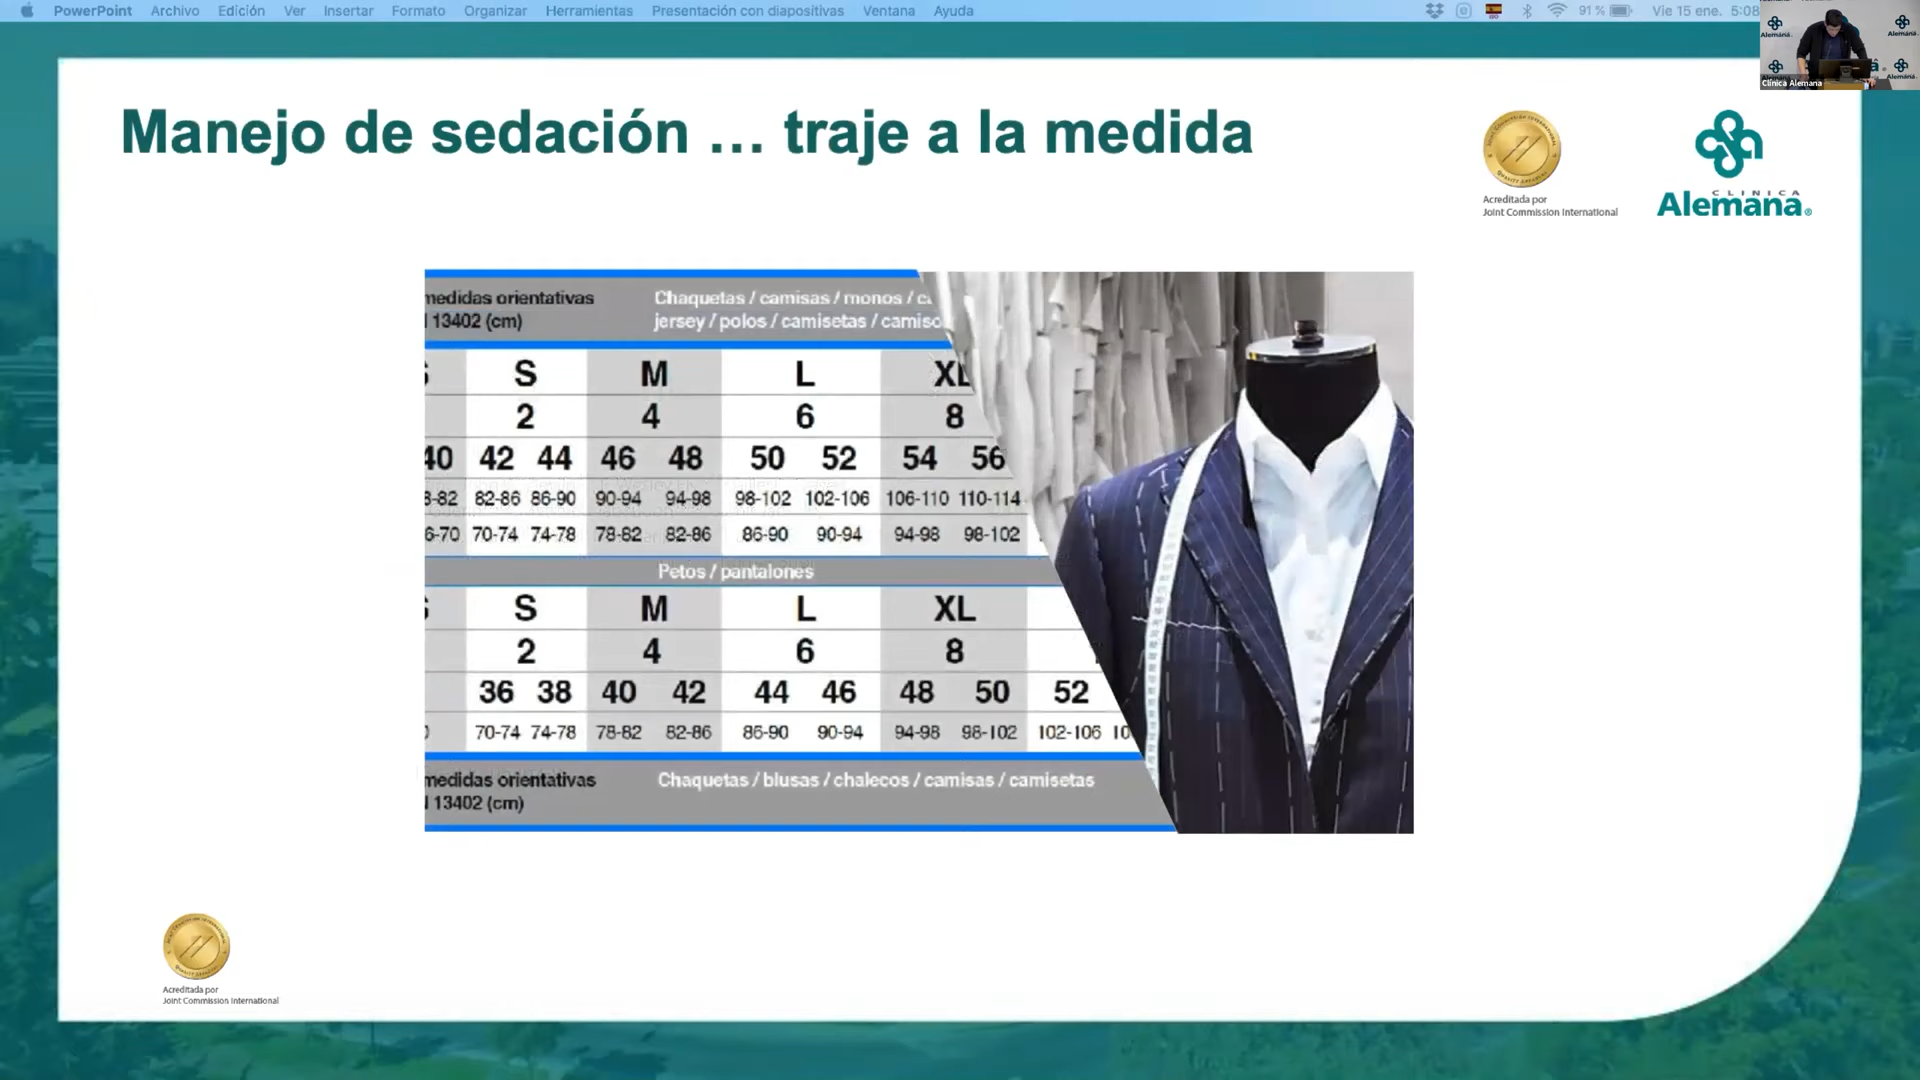 PowerPoint Archivo Edición Ver Insertar Formato Organizar Herramientas Presentación con diapositivas Ventana Ayuda 91 % Vie 15 ene. 5:08
Alemana
Alemana
Clínica Alemana
Manejo de sedación ... traje a la medida
Acreditada por
Joint Commission International
CLINICA
Alemana®
medidas orientativas Chaquetas / camisas / monos /
13402 (cm) jersey / polos / camisetas /
S M L XL
2 4 6 8
40 42 44 46 48 50 52 54 56
82-86 86-90 90-94 94-98 98-102 102-106 106-110 110-114
70-74 74-78 78-82 82-86 86-90 90-94 94-98 98-102
Petos / pantalones
S M L XL
2 4 6 8
36 38 40 42 44 46 48 50 52
70-74 74-78 78-82 82-86 86-90 90-94 94-98 98-102 102-106 10
medidas orientativas Chaquetas / blusas / chalecos / camisas / camisetas
13402 (cm)
Acreditada por
Joint Commission International